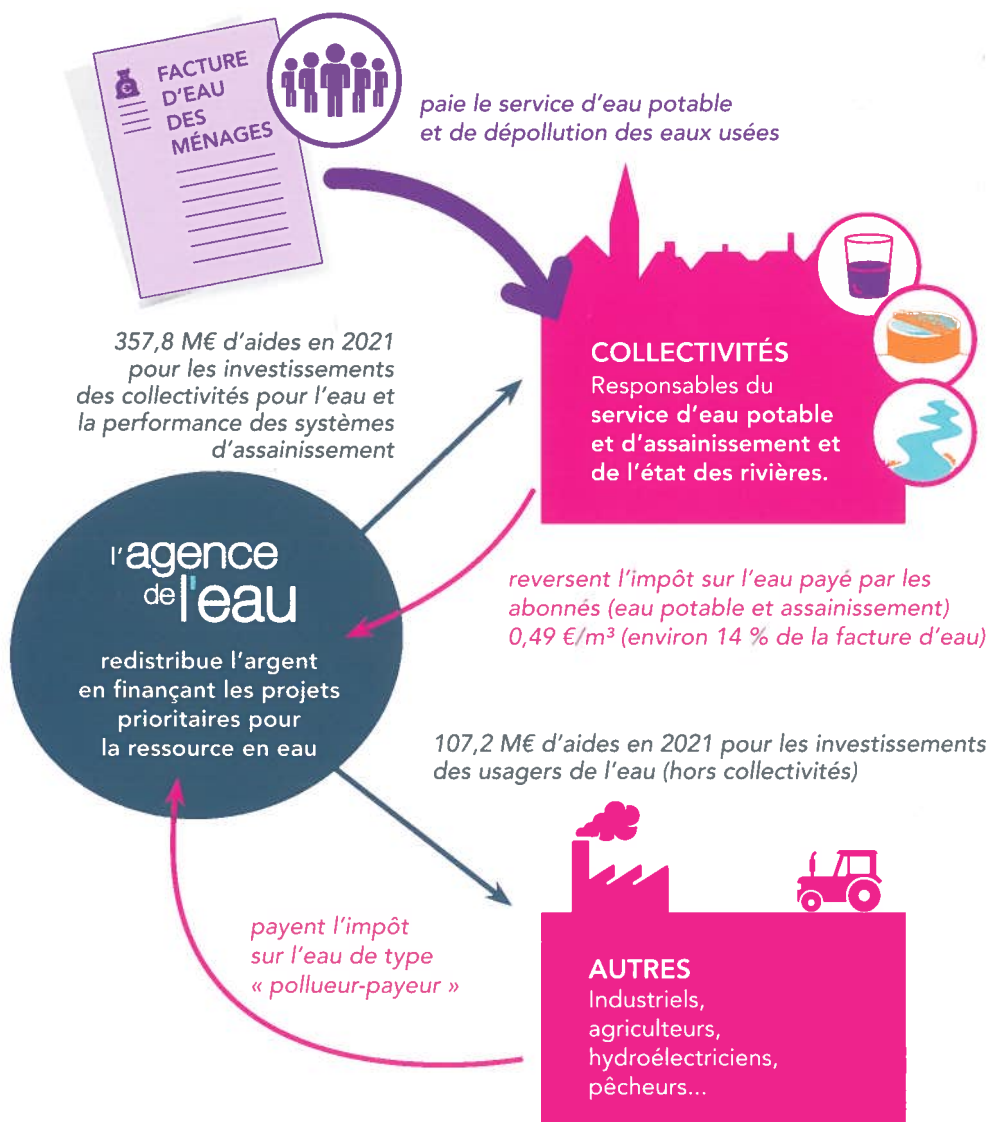 FACTURE
D'EAU
DES
MÉNAGES
paie le service d'eau potable
et de dépollution des eaux usées
357,8 M€ d'aides en 2021
pour les investissements
des collectivités pour l'eau et
la performance des systèmes
d'assainissement
COLLECTIVITÉS
Responsables du
service d'eau potable
et d'assainissement et
de l'état des rivières.
l'agence
de l'eau
redistribue l'argent
en finançant les projets
prioritaires pour
la ressource en eau
reversent l'impôt sur l'eau payé par les
abonnés (eau potable et assainissement)
0,49 €/m³ (environ 14 % de la facture d'eau)
107,2 M€ d'aides en 2021 pour les investissements
des usagers de l'eau (hors collectivités)
payent l'impôt
sur l'eau de type
« pollueur-payeur »
AUTRES
Industriels,
agriculteurs,
hydroélectriciens,
pêcheurs...